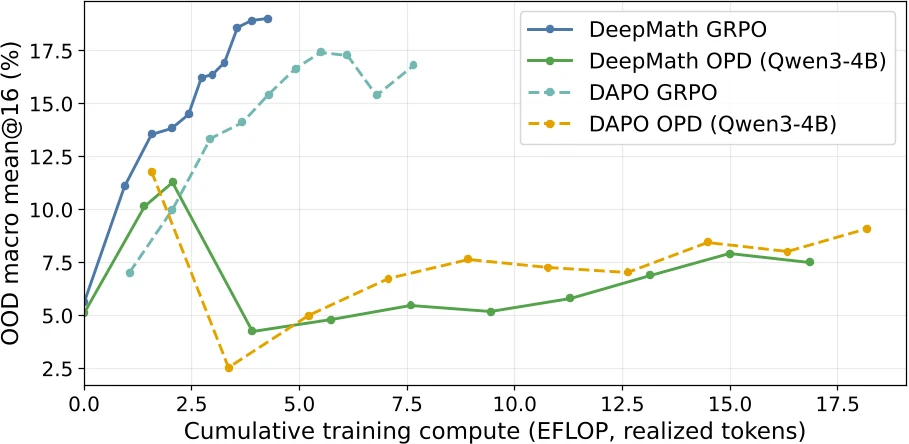 OOD macro mean@16 (%)
17.5
15.0
12.5
10.0
7.5
5.0
2.5
DeepMath GRPO
DeepMath OPD (Qwen3-4B)
DAPO GRPO
DAPO OPD (Qwen3-4B)
0.0 2.5 5.0 7.5 10.0 12.5 15.0 17.5
Cumulative training compute (EFLOP, realized tokens)